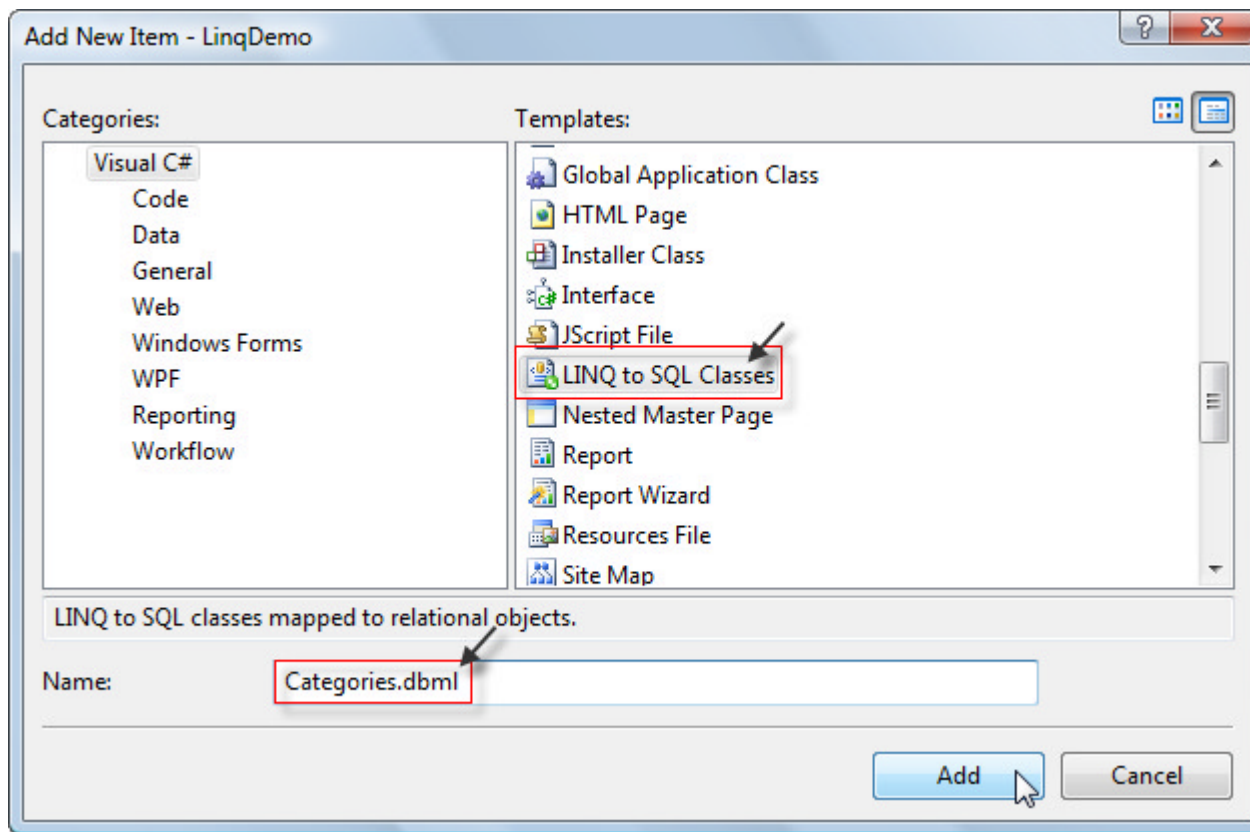 Add New Item - LinqDemo
Categories:
Templates:
Visual C#
Code
Data
General
Web
Windows Forms
WPF
Reporting
Workflow
Global Application Class
HTML Page
Installer Class
Interface
JScript File
LINQ to SQL Classes
Nested Master Page
Report
Report Wizard
Resources File
Site Map
LINQ to SQL classes mapped to relational objects.
Name:
Categories.dbml
Add
Cancel